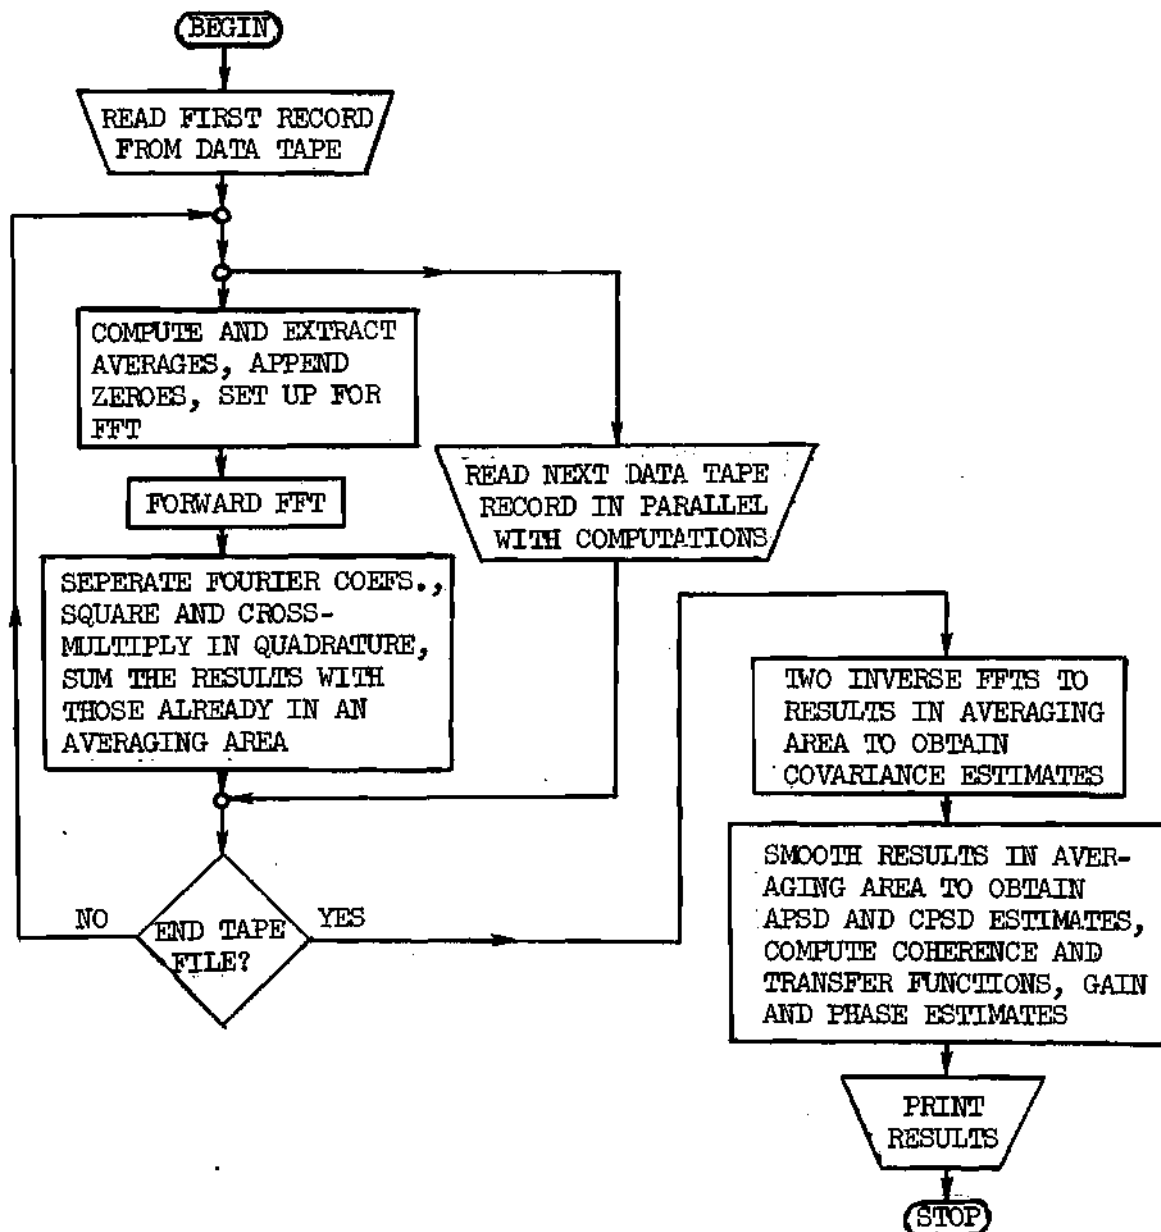 BEGIN
READ FIRST RECORD
FROM DATA TAPE
COMPUTE AND EXTRACT
AVERAGES, APPEND
ZEROES, SET UP FOR
FFT
READ NEXT DATA TAPE
RECORD IN PARALLEL
WITH COMPUTATIONS
FORWARD FFT
SEPERATE FOURIER COEFS.,
SQUARE AND CROSS-
MULTIPLY IN QUADRATURE,
SUM THE RESULTS WITH
THOSE ALREADY IN AN
AVERAGING AREA
END TAPE
FILE?
NO
YES
TWO INVERSE FFTS TO
RESULTS IN AVERAGING
AREA TO OBTAIN
COVARIANCE ESTIMATES
SMOOTH RESULTS IN AVER-
AGING AREA TO OBTAIN
APSD AND CPSD ESTIMATES,
COMPUTE COHERENCE AND
TRANSFER FUNCTIONS, GAIN
AND PHASE ESTIMATES
PRINT
RESULTS
STOP